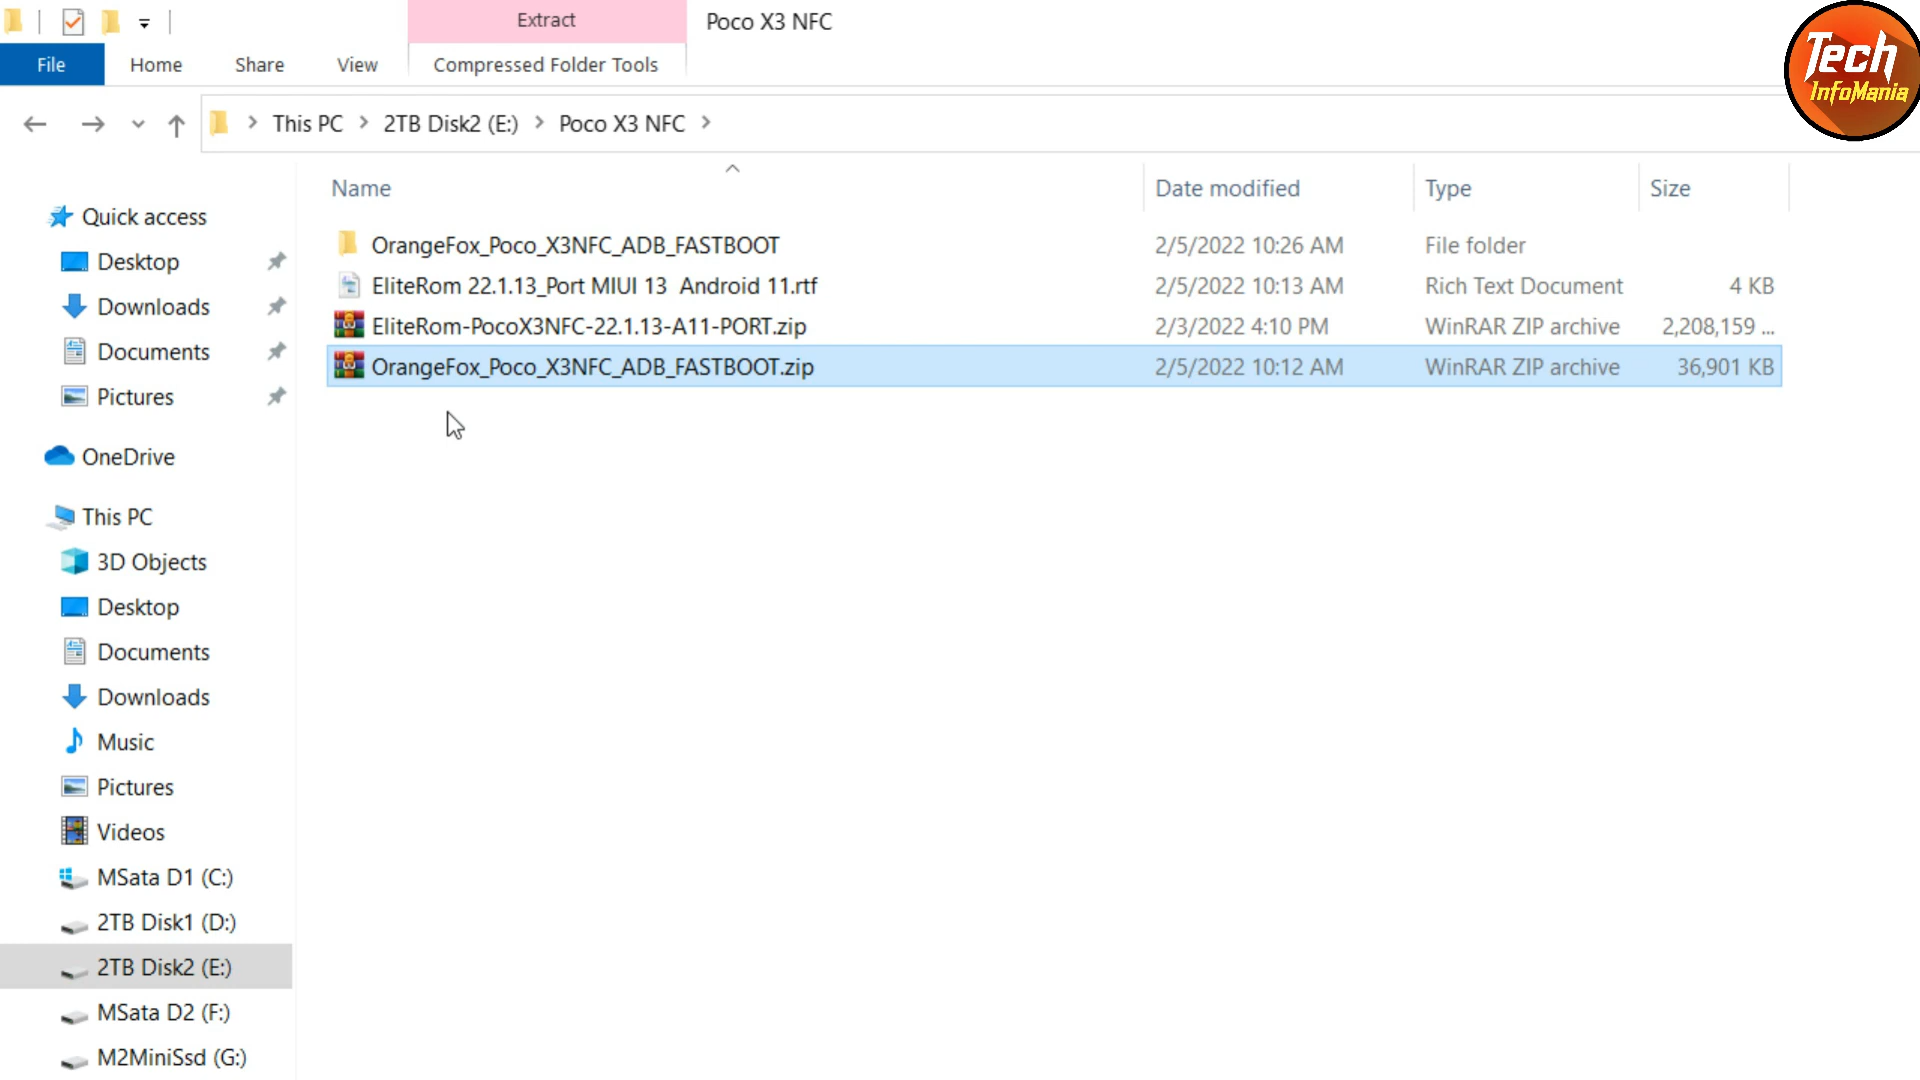 Extract
Poco X3 NFC
File Home Share View Compressed Folder Tools
This PC 2TB Disk2 (E:) Poco X3 NFC
Tech
InfoMania
Name Date modified Type Size
OrangeFox_Poco_X3NFC_ADB_FASTBOOT 2/5/2022 10:26 AM File folder
EliteRom 22.1.13_Port MIUI 13 Android 11.rtf 2/5/2022 10:13 AM Rich Text Document 4 KB
EliteRom-PocoX3NFC-22.1.13-A11-PORT.zip 2/3/2022 4:10 PM WinRAR ZIP archive 2,208,159 ...
OrangeFox_Poco_X3NFC_ADB_FASTBOOT.zip 2/5/2022 10:12 AM WinRAR ZIP archive 36,901 KB
Quick access
Desktop
Downloads
Documents
Pictures
OneDrive
This PC
3D Objects
Desktop
Documents
Downloads
Music
Pictures
Videos
MSata D1 (C:)
2TB Disk1 (D:)
2TB Disk2 (E:)
MSata D2 (F:)
M2MiniSsd (G:)